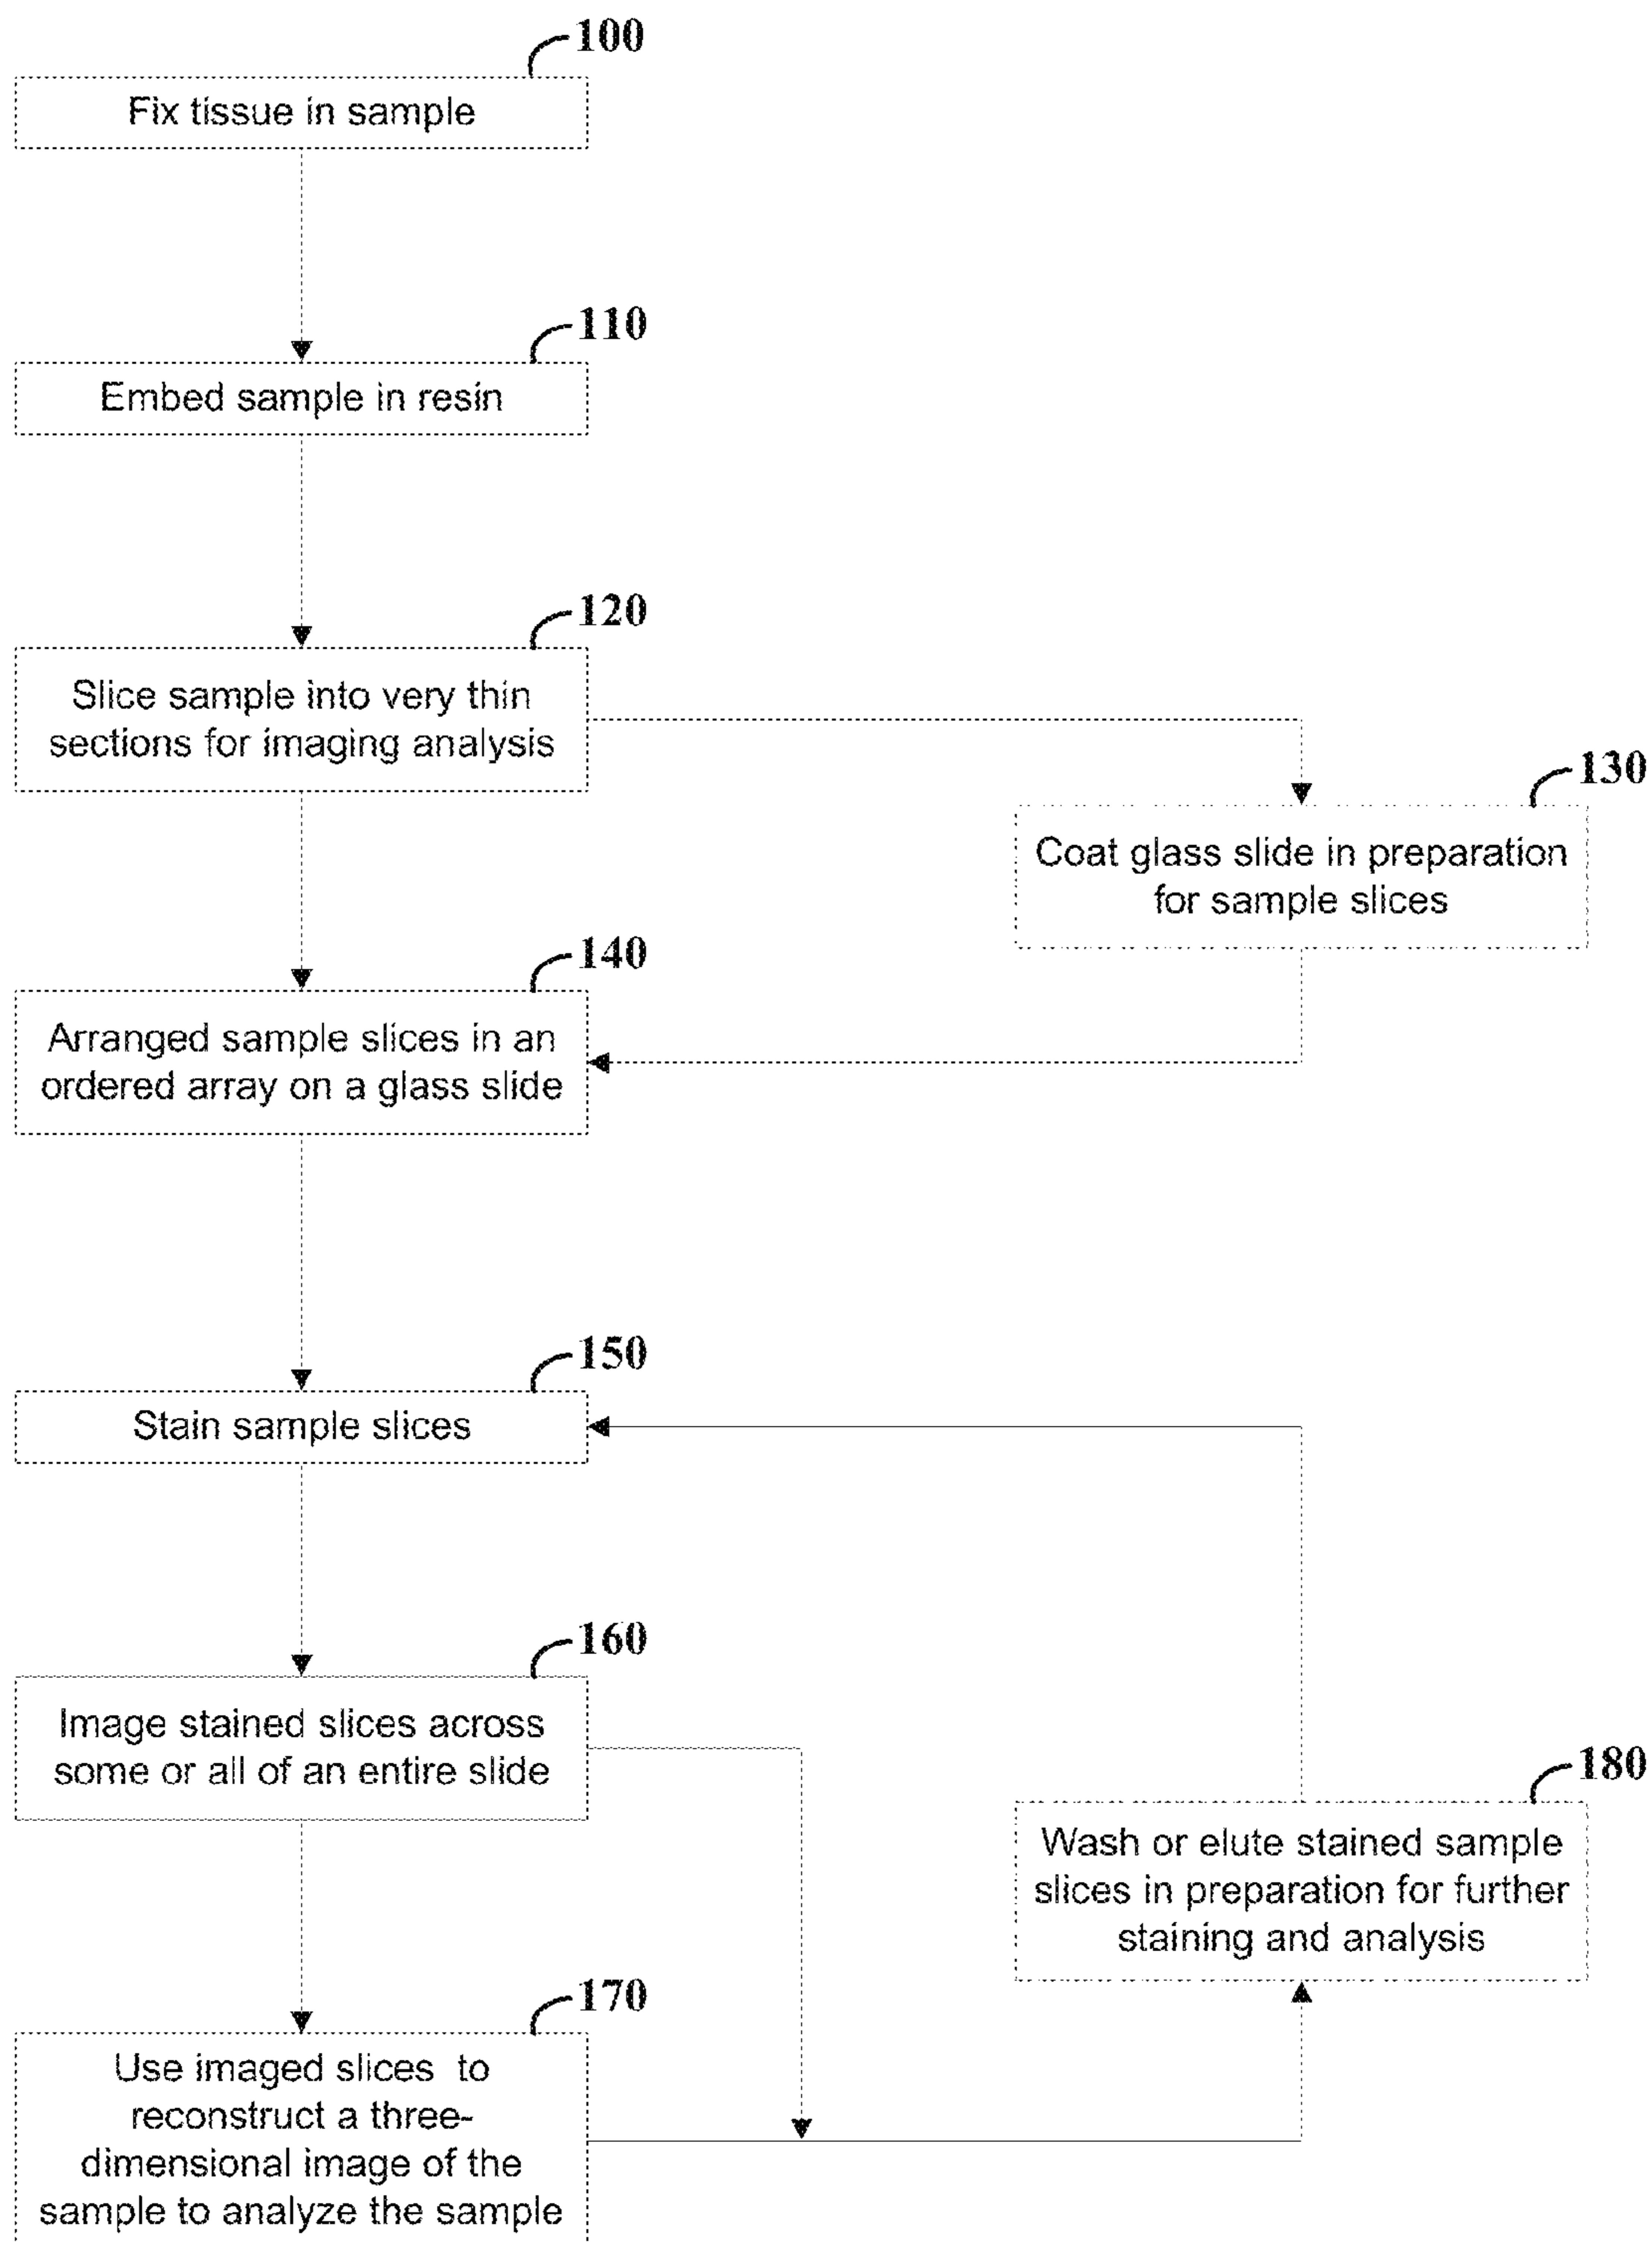 100
Fix tissue in sample
110
Embed sample in resin
120
Slice sample into very thin
sections for imaging analysis
130
Coat glass slide in preparation
for sample slices
140
Arranged sample slices in an
ordered array on a glass slide
150
Stain sample slices
160
Image stained slices across
some or all of an entire slide
180
Wash or elute stained sample
slices in preparation for further
staining and analysis
170
Use imaged slices to
reconstruct a three-
dimensional image of the
sample to analyze the sample